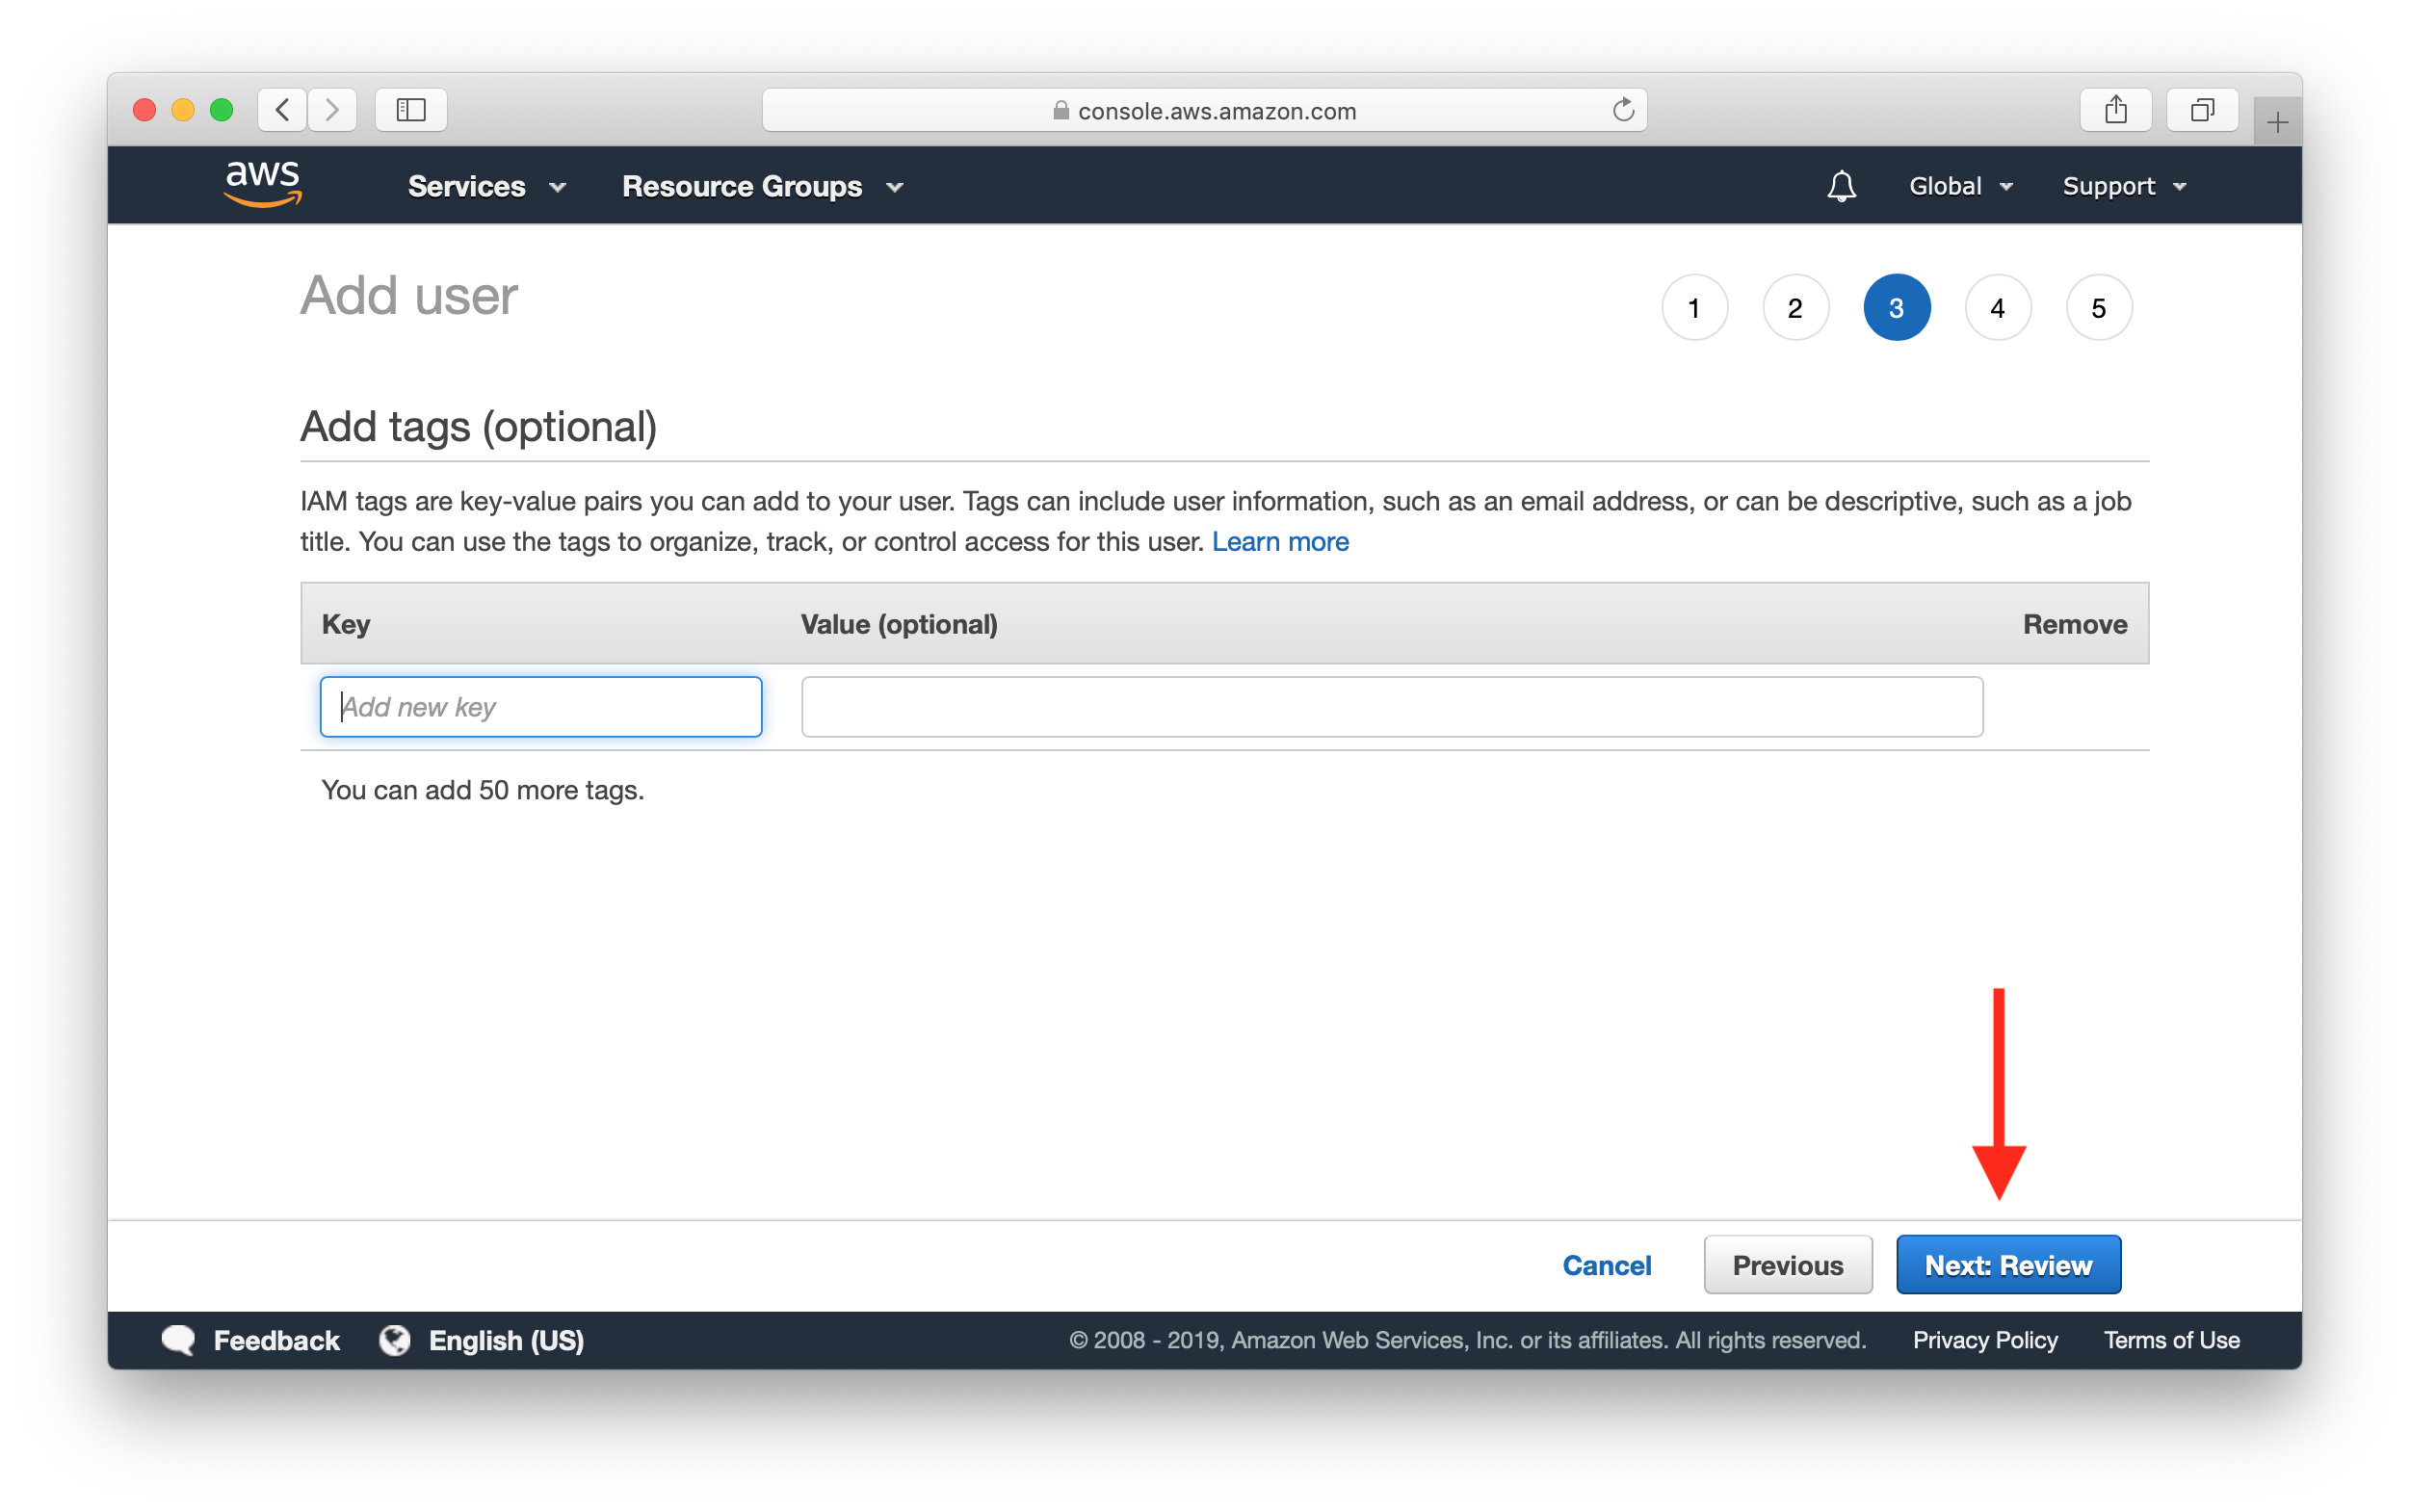 console.aws.amazon.com
aws Services Resource Groups Global Support
Add user 1 2 3 4 5
Add tags (optional)
IAM tags are key-value pairs you can add to your user. Tags can include user information, such as an email address, or can be descriptive, such as a job
title. You can use the tags to organize, track, or control access for this user. Learn more
Key Value (optional) Remove
Add new key
You can add 50 more tags.
Cancel Previous Next: Review
Feedback English (US) © 2008 - 2019, Amazon Web Services, Inc. or its affiliates. All rights reserved. Privacy Policy Terms of Use